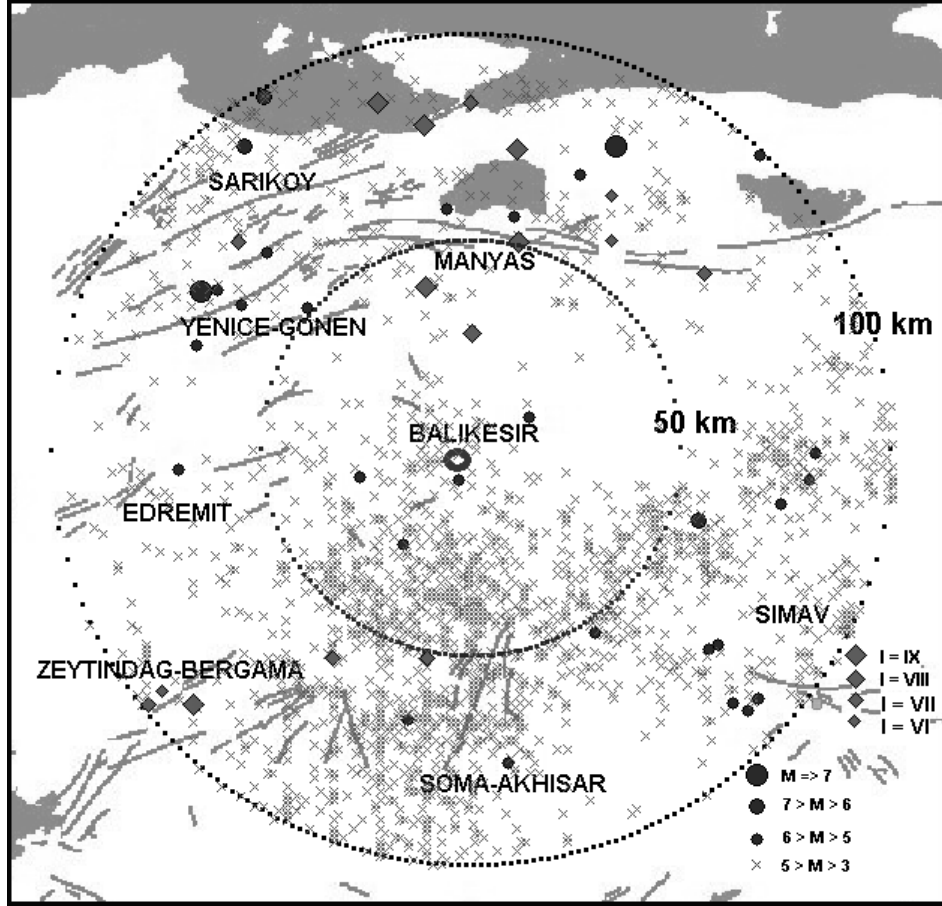 SARIKOY
MANYAS
100 km
YENICE-GONEN
50 km
BALIKESIR
EDREMIT
SIMAV
ZEYTINDAG-BERGAMA
I = IX
I = VIII
I = VII
I = VI
SOMA-AKHISAR
M => 7
7 > M > 6
6 > M > 5
5 > M > 3